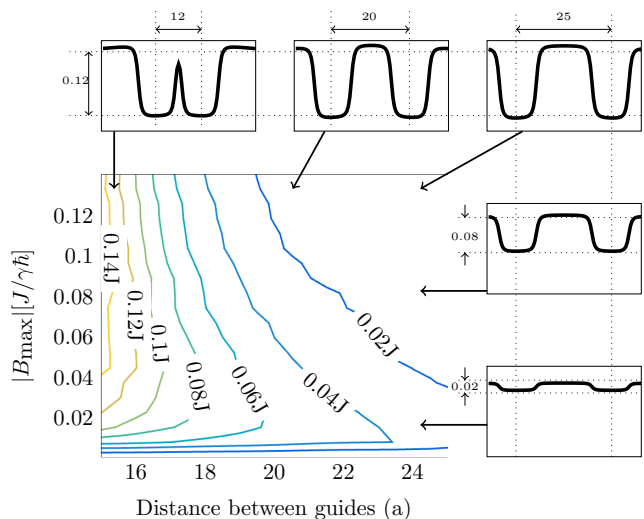 12
20
25
0.12
0.12
0.1
0.08
0.06
0.04
0.02
|B_max|[J/γħ]
0.14J
0.12J
0.1J
0.08J
0.06J
0.04J
0.02J
0.08
0.02
16
18
20
22
24
Distance between guides (a)